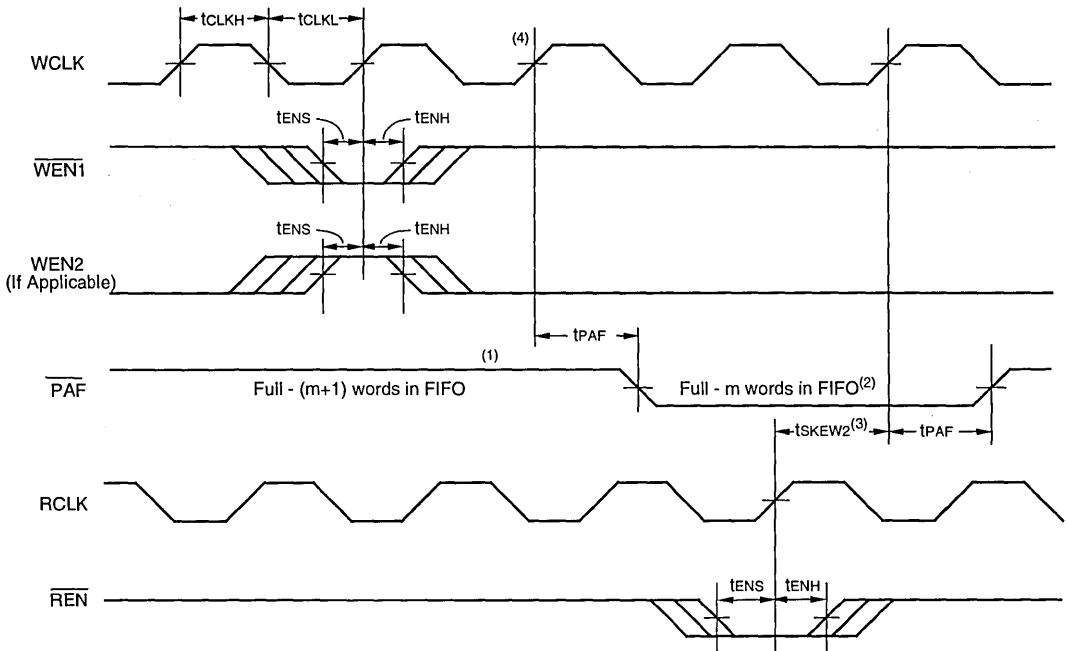 tCLKH tCLKL
(4)
WCLK
tENS tENH
WEN1
tENS tENH
WEN2
(If Applicable)
tPAF
(1)
PAF
Full - (m+1) words in FIFO
Full - m words in FIFO(2)
tSKEW2(3) tPAF
RCLK
tENS tENH
REN